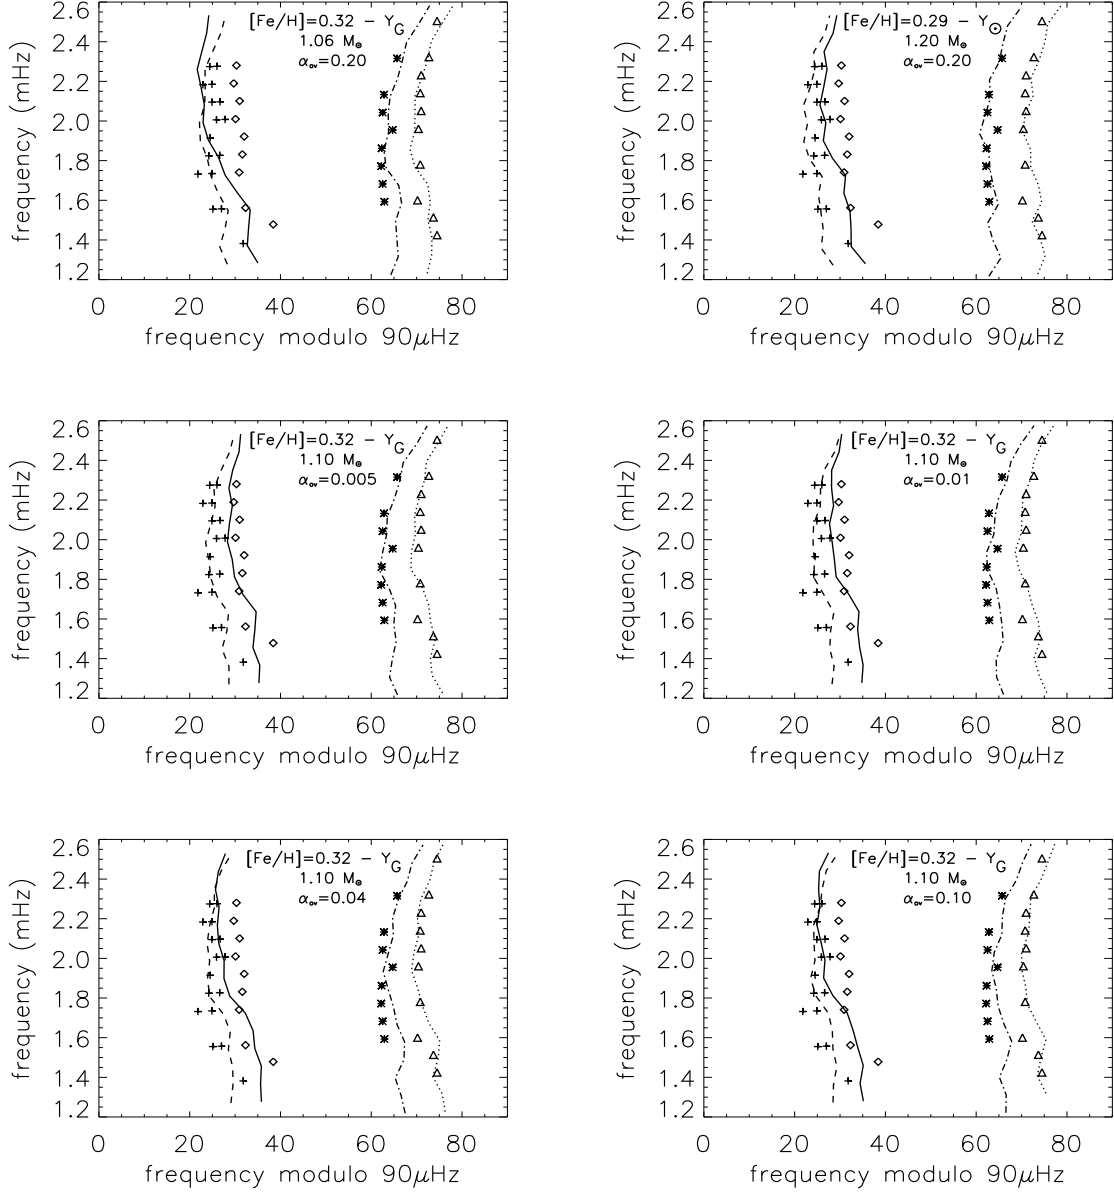 [Fe/H]=0.32 - Y_G
1.06 M⊙
α_ov=0.20
2.6
2.4
2.2
2.0
1.8
1.6
1.4
1.2
frequency (mHz)
0 20 40 60 80
frequency modulo 90μHz
[Fe/H]=0.29 - Y⊙
1.20 M⊙
α_ov=0.20
2.6
2.4
2.2
2.0
1.8
1.6
1.4
1.2
frequency (mHz)
0 20 40 60 80
frequency modulo 90μHz
[Fe/H]=0.32 - Y_G
1.10 M⊙
α_ov=0.005
2.6
2.4
2.2
2.0
1.8
1.6
1.4
1.2
frequency (mHz)
0 20 40 60 80
frequency modulo 90μHz
[Fe/H]=0.32 - Y_G
1.10 M⊙
α_ov=0.01
2.6
2.4
2.2
2.0
1.8
1.6
1.4
1.2
frequency (mHz)
0 20 40 60 80
frequency modulo 90μHz
[Fe/H]=0.32 - Y_G
1.10 M⊙
α_ov=0.04
2.6
2.4
2.2
2.0
1.8
1.6
1.4
1.2
frequency (mHz)
0 20 40 60 80
frequency modulo 90μHz
[Fe/H]=0.32 - Y_G
1.10 M⊙
α_ov=0.10
2.6
2.4
2.2
2.0
1.8
1.6
1.4
1.2
frequency (mHz)
0 20 40 60 80
frequency modulo 90μHz